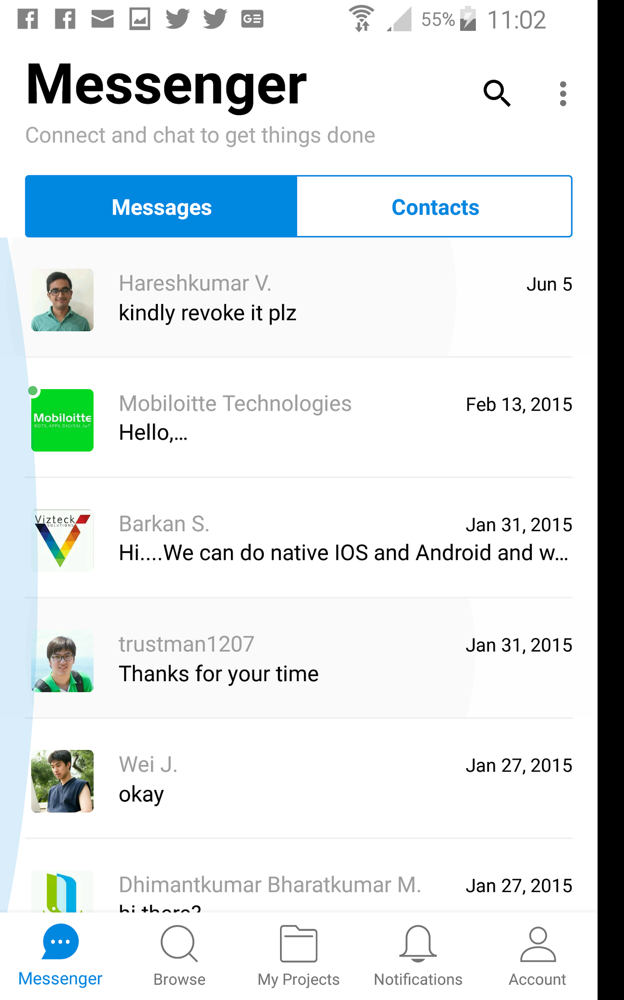 55% 11:02
Messenger
Connect and chat to get things done
Messages Contacts
Hareshkumar V. Jun 5
kindly revoke it plz
Mobiloitte
BOTS.APPS.DIGITAL.IoT
Mobiloitte Technologies Feb 13, 2015
Hello,...
Vizteck
SOLUTIONS
Barkan S. Jan 31, 2015
Hi....We can do native IOS and Android and w...
trustman1207 Jan 31, 2015
Thanks for your time
Wei J. Jan 27, 2015
okay
Dhimantkumar Bharatkumar M. Jan 27, 2015
hi there?
Messenger Browse My Projects Notifications Account